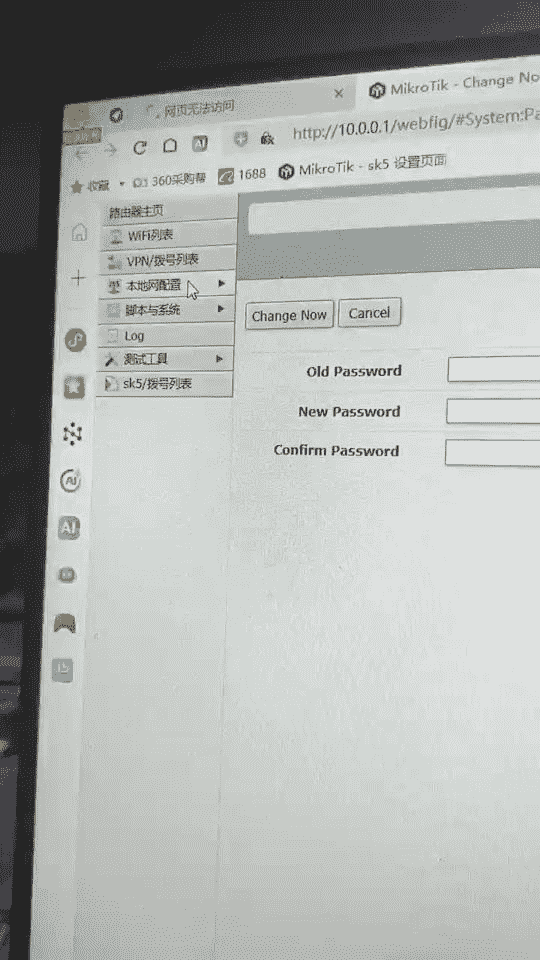 网页无法访问
MikroTik - Change No
http://10.0.0.1/webfig/#System:Pa
收藏 360采购帮 1688 MikroTik - sk5 设置页面
路由器主页
WiFi列表
VPN/拨号列表
本地网配置
脚本与系统
Log
测试工具
sk5/拨号列表
Change Now Cancel
Old Password
New Password
Confirm Password
AI
AI
AI